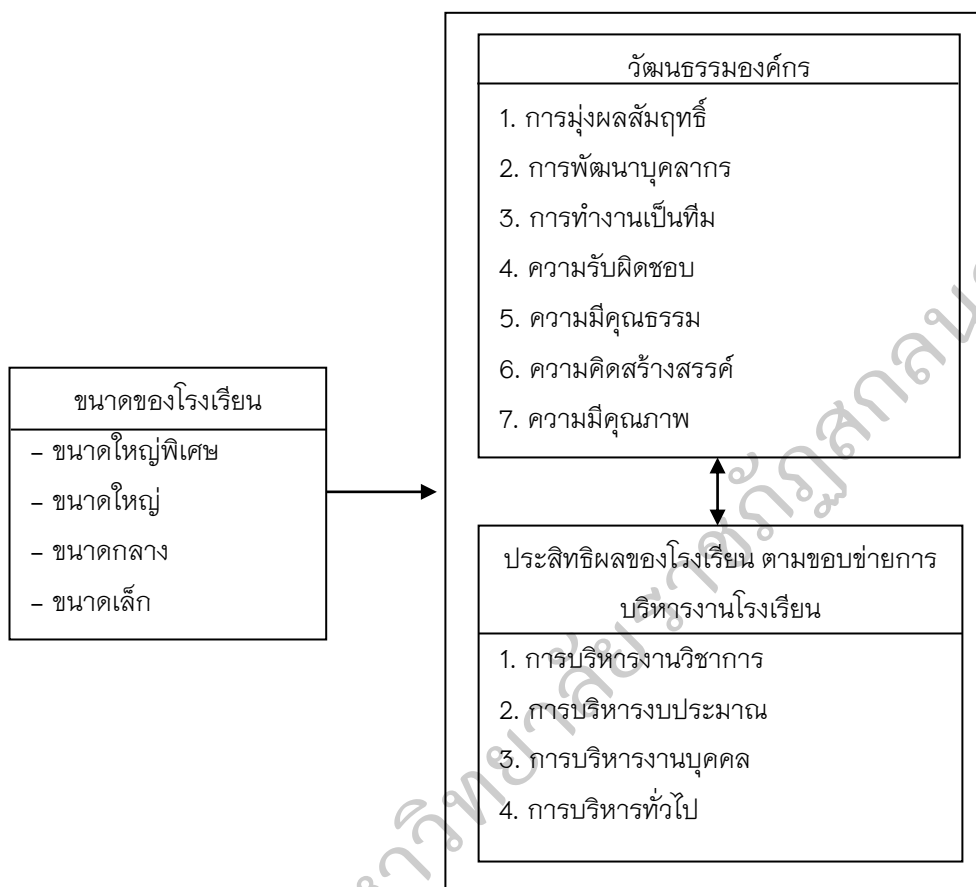 วัฒนธรรมองค์กร
1. การมุ่งผลสัมฤทธิ์
2. การพัฒนาบุคลากร
3. การทำงานเป็นทีม
4. ความรับผิดชอบ
5. ความมีคุณธรรม
6. ความคิดสร้างสรรค์
7. ความมีคุณภาพ
ขนาดของโรงเรียน
– ขนาดใหญ่พิเศษ
– ขนาดใหญ่
– ขนาดกลาง
– ขนาดเล็ก
ประสิทธิผลของโรงเรียน ตามขอบข่ายการ
บริหารงานโรงเรียน
1. การบริหารงานวิชาการ
2. การบริหารงบประมาณ
3. การบริหารงานบุคคล
4. การบริหารทั่วไป